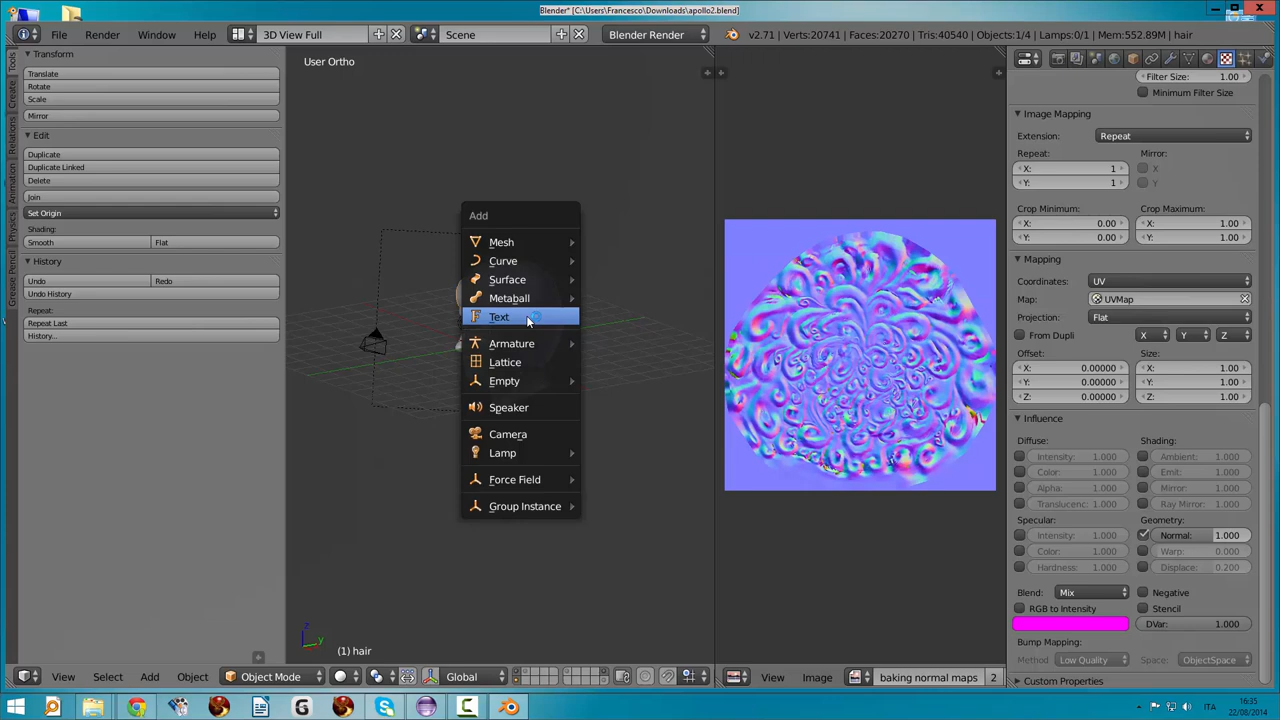 Blender* [C:\Users\Francesco\Downloads\apollo2.blend]
File Render Window Help 3D View Full Scene Blender Render v2.71 | Verts:20741 | Faces:20270 | Tris:40540 | Objects:1/4 | Lamps:0/1 | Mem:552.89M | hair
Tools
Create
Relations
Animation
Physics
Grease Pencil
Transform
Translate
Rotate
Scale
Mirror
Edit
Duplicate
Duplicate Linked
Delete
Join
Set Origin
Shading:
Smooth Flat
History
Undo Redo
Undo History
Repeat:
Repeat Last
History...
User Ortho
Add
Mesh
Curve
Surface
Metaball
Text
Armature
Lattice
Empty
Speaker
Camera
Lamp
Force Field
Group Instance
z
y
(1) hair
View Select Add Object Object Mode Global
View Image baking normal maps 2
Filter Size: 1.00
Minimum Filter Size
Image Mapping
Extension: Repeat
Repeat: Mirror:
X: 1 X
Y: 1 Y
Crop Minimum: Crop Maximum:
X: 0.00 X: 1.00
Y: 0.00 Y: 1.00
Mapping
Coordinates: UV
Map: UVMap
Projection: Flat
From Dupli X Y Z
Offset: Size:
X: 0.00000 X: 1.00
Y: 0.00000 Y: 1.00
Z: 0.00000 Z: 1.00
Influence
Diffuse: Shading:
Intensity: 1.000 Ambient: 1.000
Color: 1.000 Emit: 1.000
Alpha: 1.000 Mirror: 1.000
Translucenc: 1.000 Ray Mirror: 1.000
Specular: Geometry:
Intensity: 1.000 Normal: 1.000
Color: 1.000 Warp: 0.000
Hardness: 1.000 Displace: 0.200
Blend: Mix Negative
RGB to Intensity Stencil
DVar: 1.000
Bump Mapping:
Method Low Quality Space: ObjectSpace
Custom Properties
ITA 16:35
22/08/2014